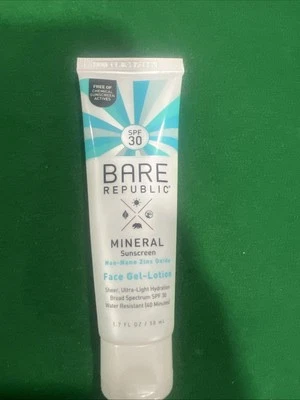 FREE OF
CHEMICAL
SUNSCREEN
ACTIVES
SPF
30
BARE
REPUBLIC®
MINERAL
Sunscreen
Non-Nano Zinc Oxide
Face Gel-Lotion
Sheer, Ultra-Light Hydration
Broad Spectrum SPF 30
Water Resistant (40 Minutes)
1.7 FL OZ / 50 mL